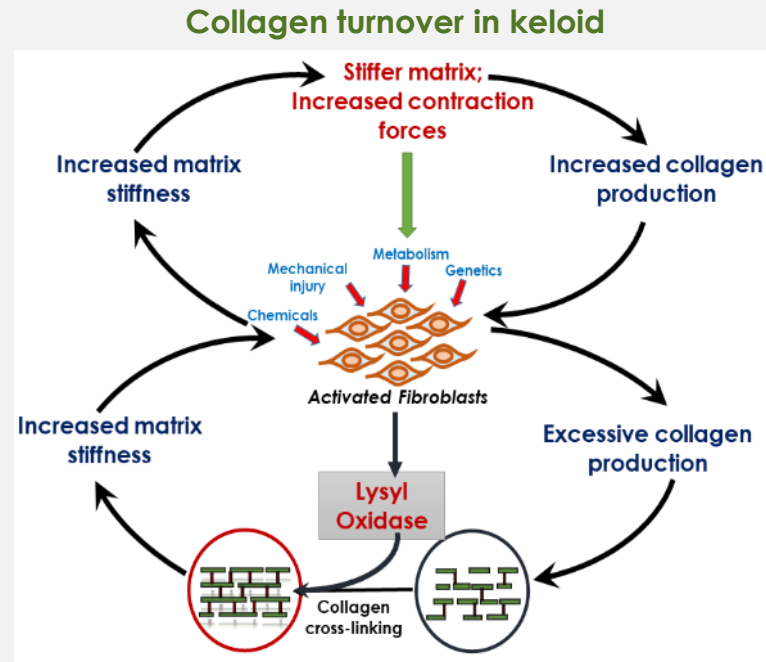 Collagen turnover in keloid
Stiffer matrix;
Increased contraction
forces
Increased matrix
stiffness
Increased collagen
production
Metabolism
Mechanical
injury
Genetics
Chemicals
Activated Fibroblasts
Increased matrix
stiffness
Excessive collagen
production
Lysyl
Oxidase
Collagen
cross-linking